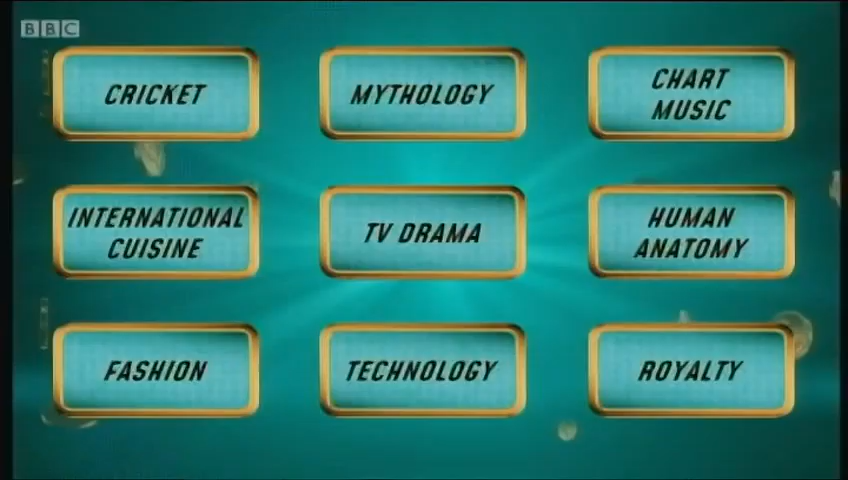 BBC
CRICKET
MYTHOLOGY
CHART
MUSIC
INTERNATIONAL
CUISINE
TV DRAMA
HUMAN
ANATOMY
FASHION
TECHNOLOGY
ROYALTY